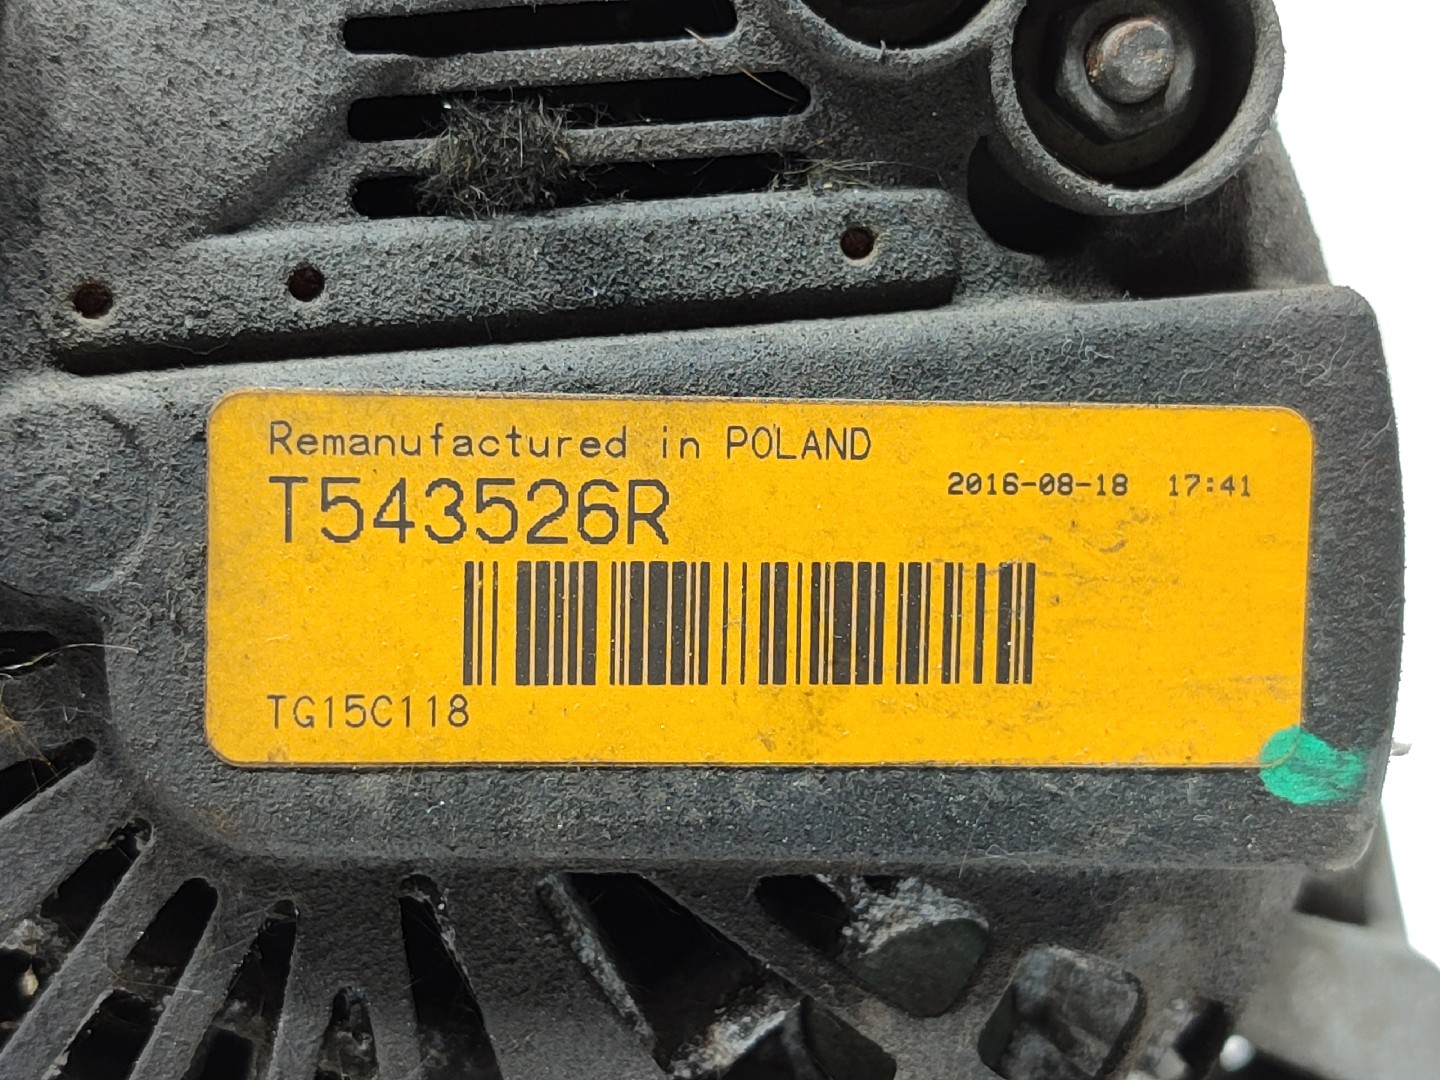 Remanufactured in POLAND
T543526R
2016-08-18 17:41
TG15C118